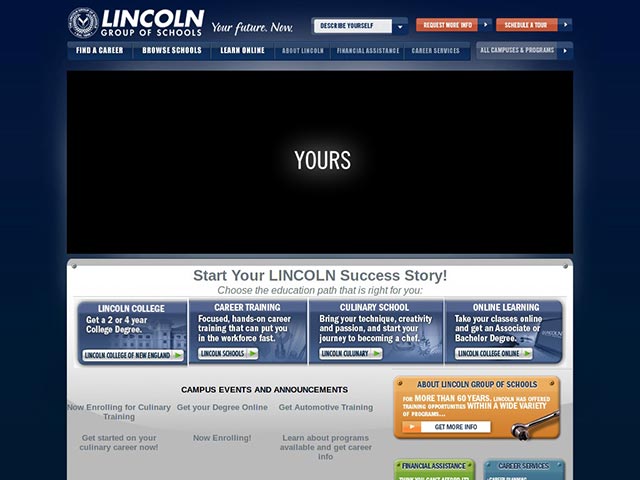 LINCOLN
GROUP OF SCHOOLS
Your future. Now.
DESCRIBE YOURSELF
REQUEST MORE INFO
SCHEDULE A TOUR
FIND A CAREER
BROWSE SCHOOLS
LEARN ONLINE
ABOUT LINCOLN
FINANCIAL ASSISTANCE
CAREER SERVICES
ALL CAMPUSES & PROGRAMS
YOURS
Start Your LINCOLN Success Story!
Choose the education path that is right for you:
LINCOLN COLLEGE
Get a 2 or 4 year
College Degree.
LINCOLN COLLEGE OF NEW ENGLAND
CAREER TRAINING
Focused, hands-on career
training that can put you
in the workforce fast.
LINCOLN SCHOOLS
CULINARY SCHOOL
Bring your technique, creativity
and passion, and start your
journey to becoming a chef.
LINCOLN CULINARY
ONLINE LEARNING
Take your classes online
and get an Associate or
Bachelor Degree.
LINCOLN COLLEGE ONLINE
CAMPUS EVENTS AND ANNOUNCEMENTS
Now Enrolling for Culinary
Training
Get your Degree Online
Get Automotive Training
Get started on your
culinary career now!
Now Enrolling!
Learn about programs
available and get career
info
ABOUT LINCOLN GROUP OF SCHOOLS
FOR MORE THAN 60 YEARS, LINCOLN HAS OFFERED
TRAINING OPPORTUNITIES WITHIN A WIDE VARIETY
OF PROGRAMS...
GET MORE INFO
FINANCIAL ASSISTANCE
THINK YOU CAN'T AFFORD IT?
CAREER SERVICES
CAREER PLANNING